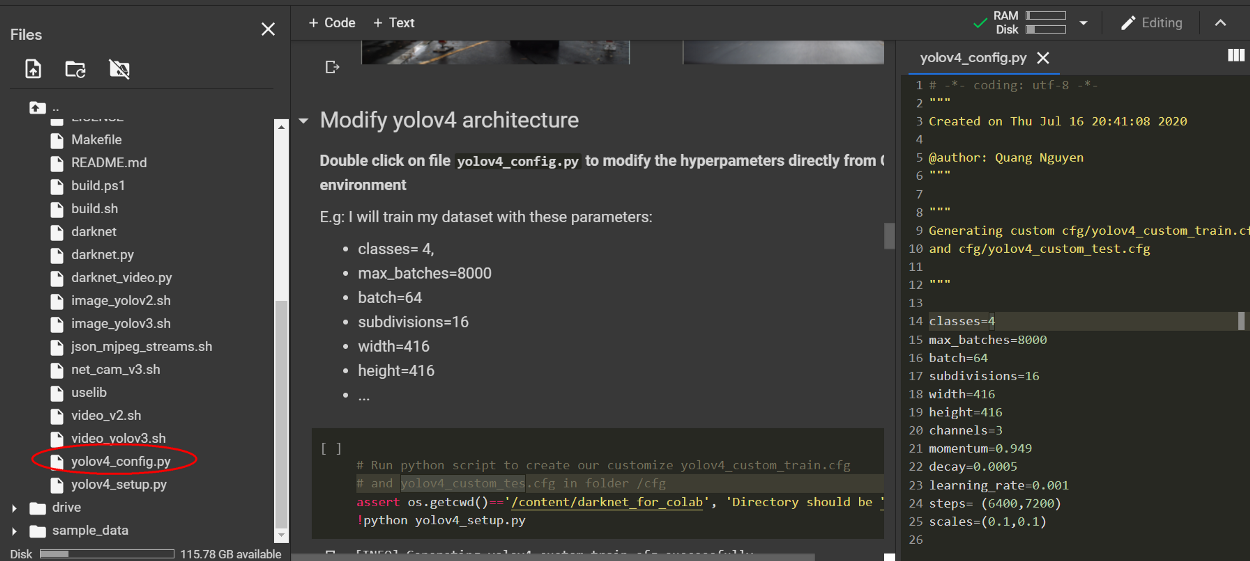 Files
..
LICENSE
Makefile
README.md
build.ps1
build.sh
darknet
darknet.py
darknet_video.py
image_yolov2.sh
image_yolov3.sh
json_mjpeg_streams.sh
net_cam_v3.sh
uselib
video_v2.sh
video_yolov3.sh
yolov4_config.py
yolov4_setup.py
drive
sample_data
Disk 115.78 GB available
+ Code + Text
RAM
Disk
Editing
Modify yolov4 architecture
Double click on file yolov4_config.py to modify the hyperpameters directly from
environment
E.g: I will train my dataset with these parameters:
• classes= 4,
• max_batches=8000
• batch=64
• subdivisions=16
• width=416
• height=416
• ...
[ ]
# Run python script to create our customize yolov4_custom_train.cfg
# and yolov4_custom_tes.cfg in folder /cfg
assert os.getcwd()=='/content/darknet_for_colab', 'Directory should be '
!python yolov4_setup.py
[INFO] Generating yolov4_custom_train.cfg successfully
yolov4_config.py
1 # -*- coding: utf-8 -*-
2 """
3 Created on Thu Jul 16 20:41:08 2020
4
5 @author: Quang Nguyen
6 """
7
8 """
9 Generating custom cfg/yolov4_custom_train.cf
10 and cfg/yolov4_custom_test.cfg
11
12 """
13
14 classes=4
15 max_batches=8000
16 batch=64
17 subdivisions=16
18 width=416
19 height=416
20 channels=3
21 momentum=0.949
22 decay=0.0005
23 learning_rate=0.001
24 steps= (6400,7200)
25 scales=(0.1,0.1)
26